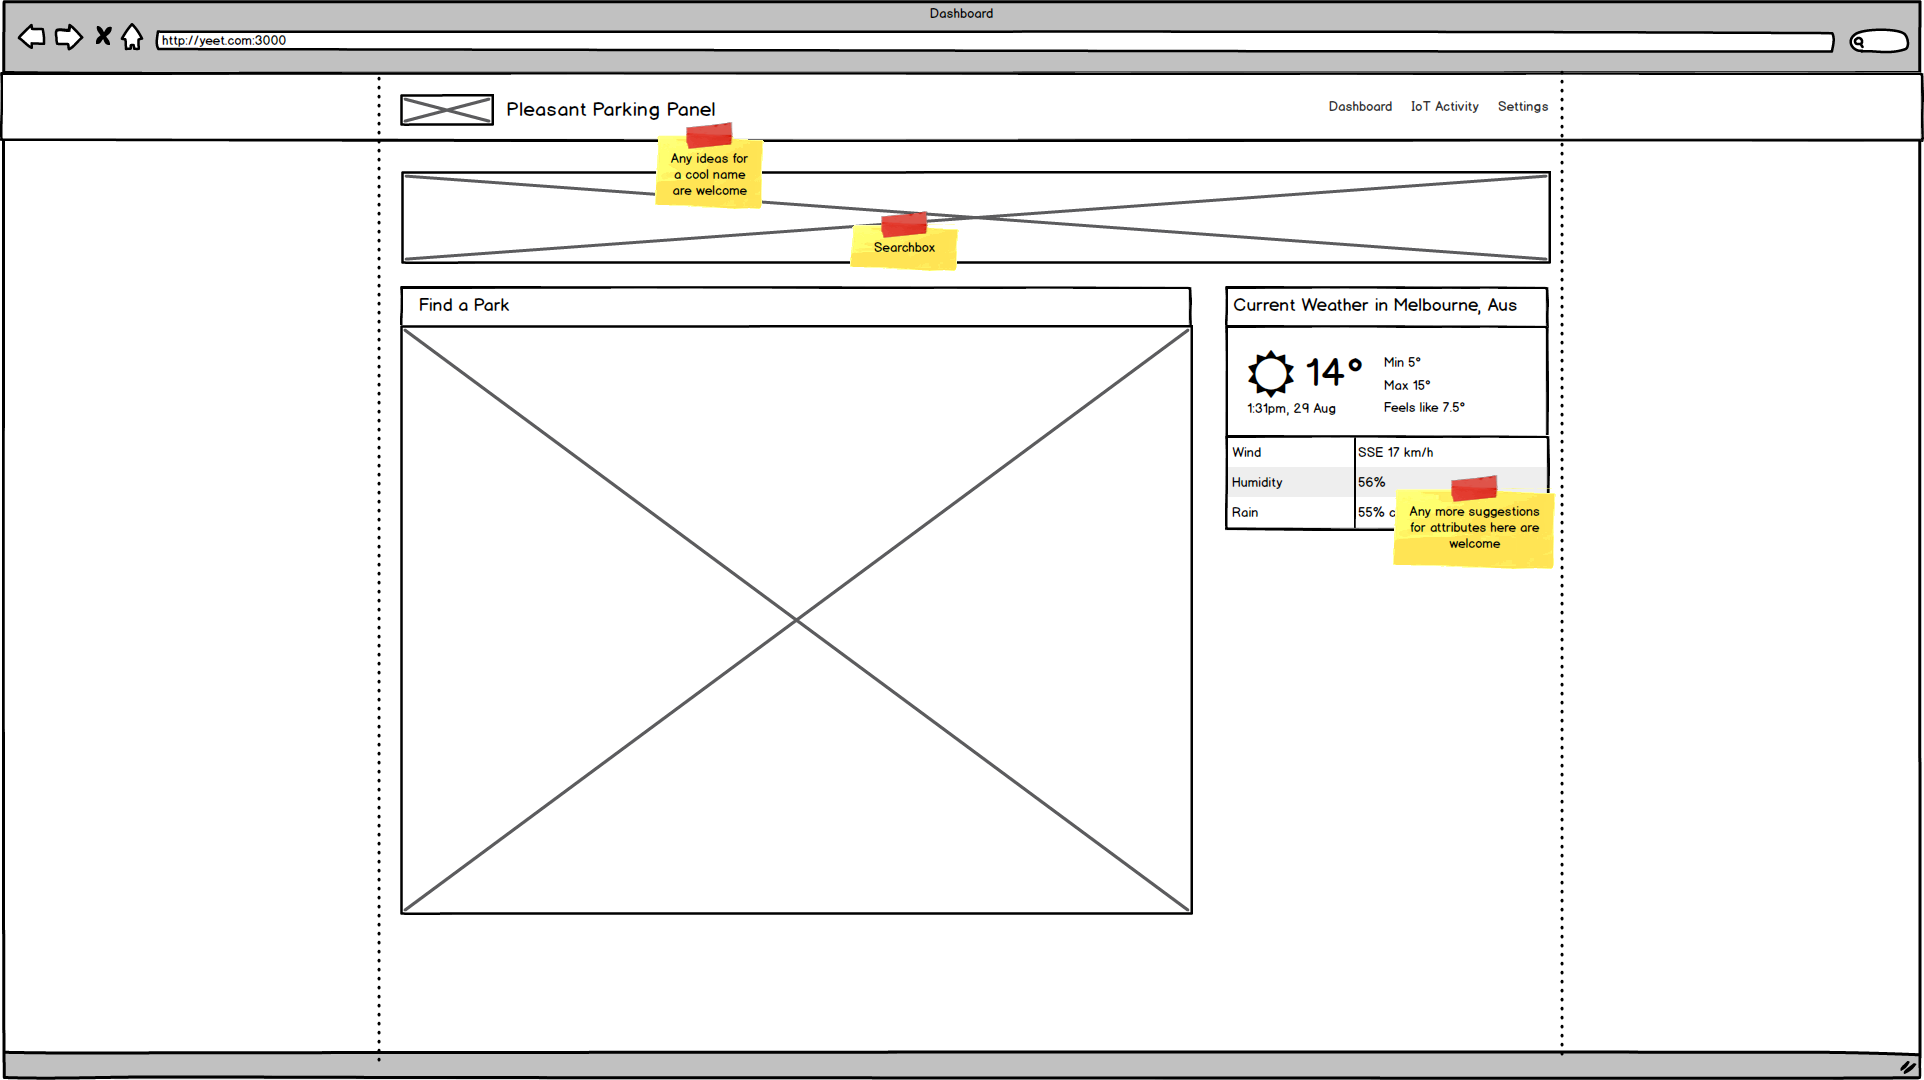 Dashboard
http://yeet.com:3000
Pleasant Parking Panel
Dashboard IoT Activity Settings
Any ideas for
a cool name
are welcome
Searchbox
Find a Park
Current Weather in Melbourne, Aus
14°
1:31pm, 29 Aug
Min 5°
Max 15°
Feels like 7.5°
Wind SSE 17 km/h
Humidity 56%
Rain 55% c
Any more suggestions
for attributes here are
welcome